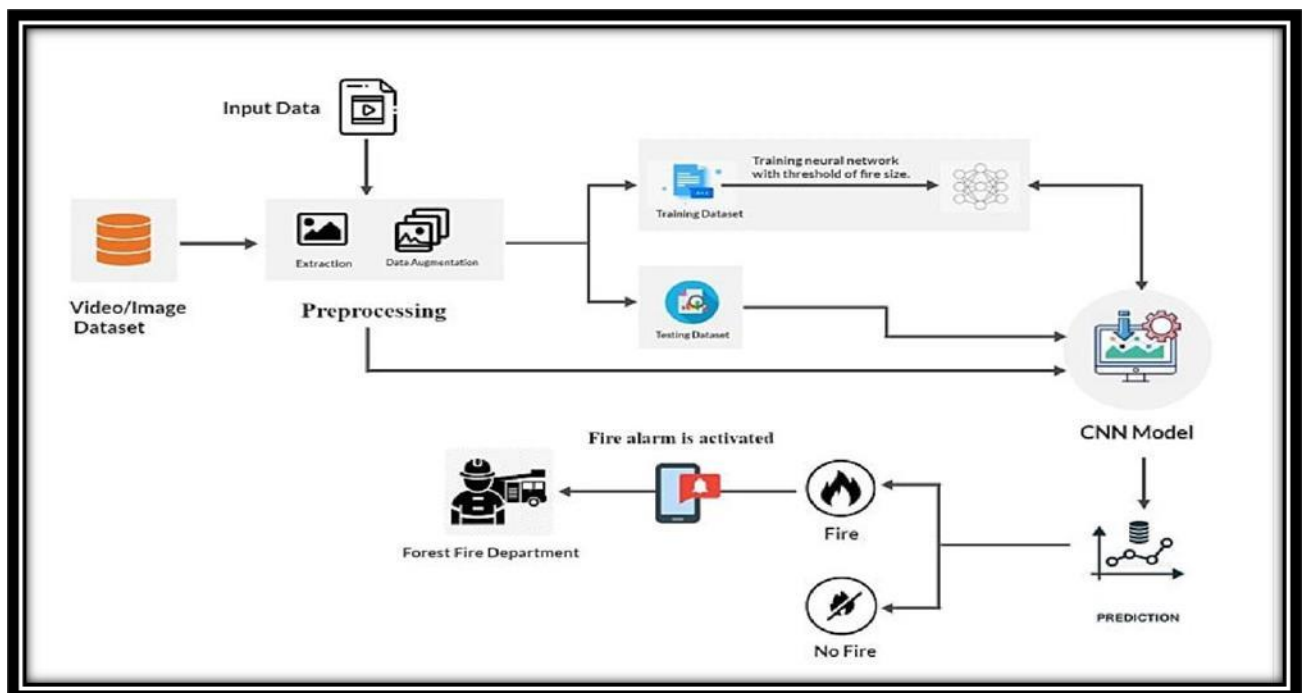 Input Data
Training neural network
with threshold of fire size.
Training Dataset
Extraction
Data Augmentation
Video/Image
Dataset
Preprocessing
Testing Dataset
CNN Model
Fire alarm is activated
Fire
Forest Fire Department
No Fire
PREDICTION